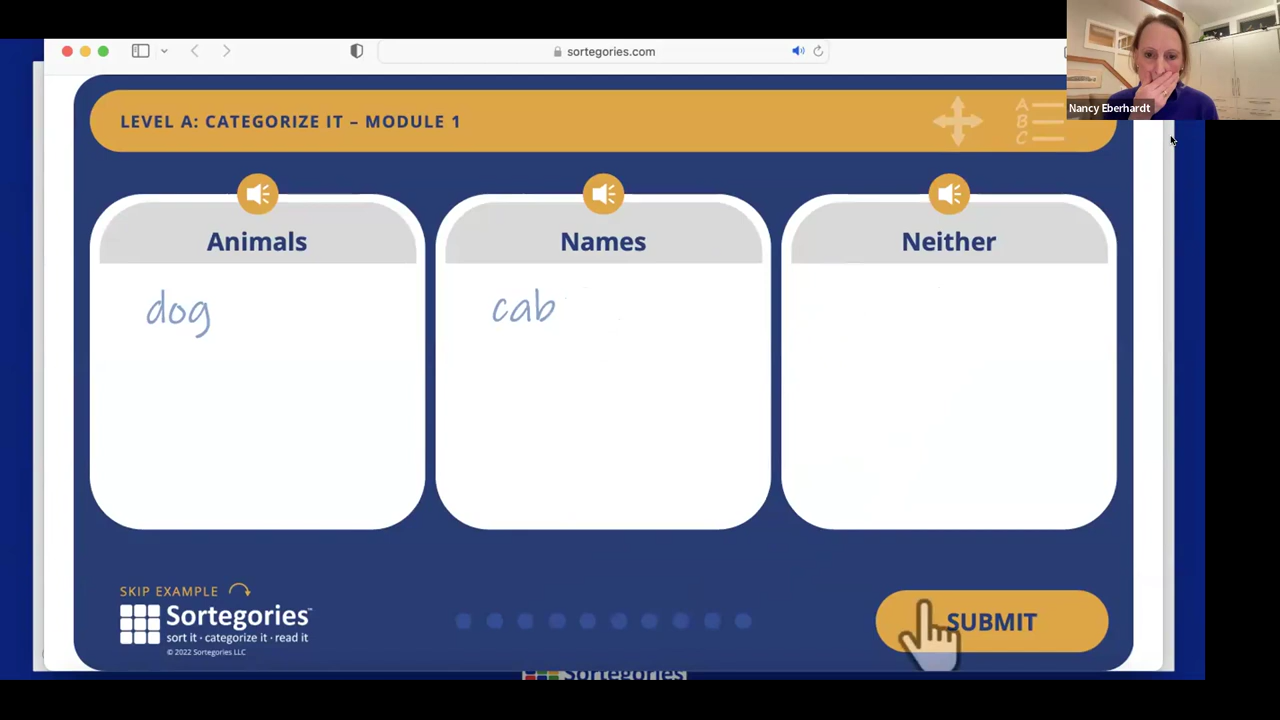 sortegories.com
Nancy Eberhardt
LEVEL A: CATEGORIZE IT – MODULE 1
A
B
C
Animals
Names
Neither
dog
cab
SKIP EXAMPLE
Sortegories™
sort it · categorize it · read it
© 2022 Sortegories LLC
SUBMIT
Sortegories